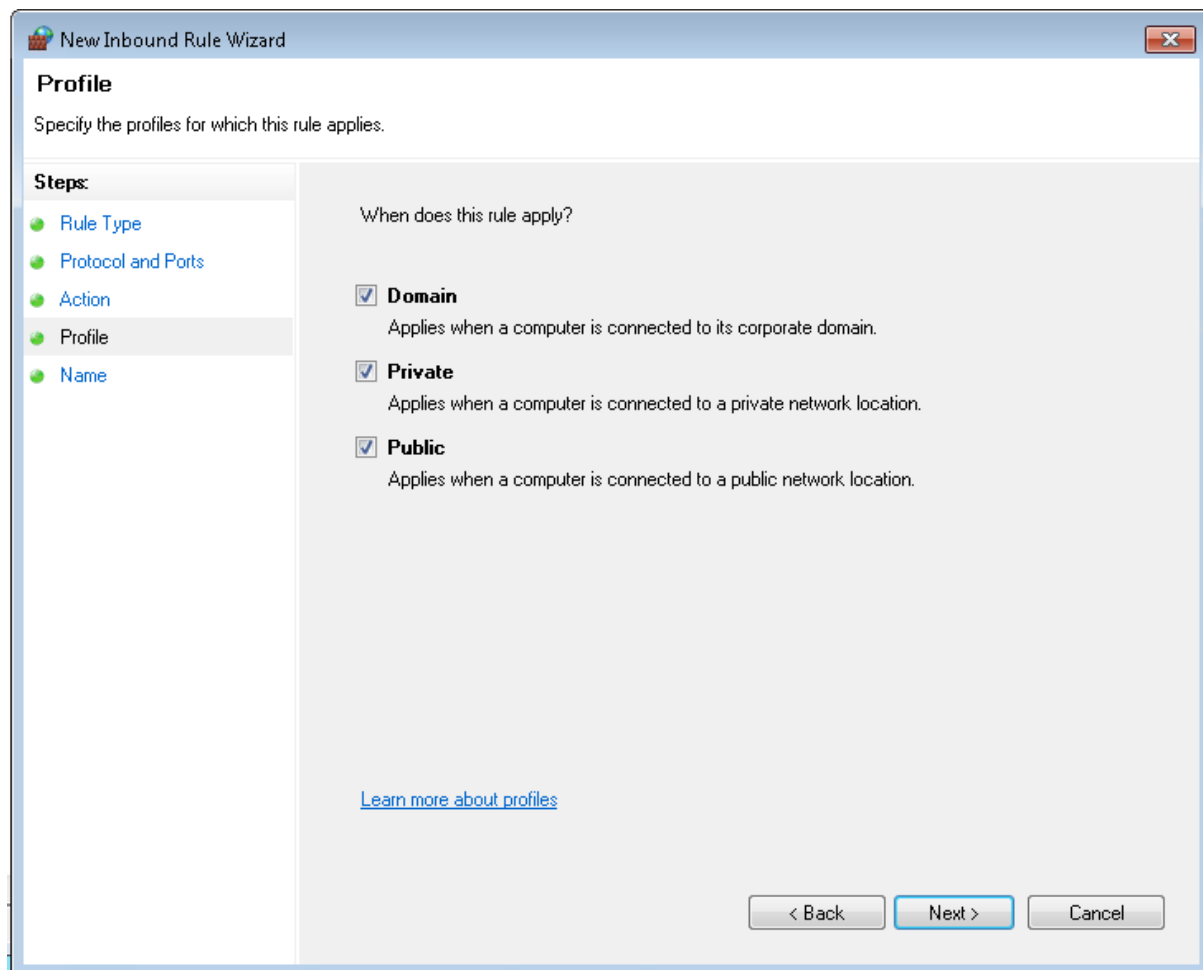 New Inbound Rule Wizard
Profile
Specify the profiles for which this rule applies.
Steps:
Rule Type
Protocol and Ports
Action
Profile
Name
When does this rule apply?
Domain
Applies when a computer is connected to its corporate domain.
Private
Applies when a computer is connected to a private network location.
Public
Applies when a computer is connected to a public network location.
Learn more about profiles
< Back
Next >
Cancel